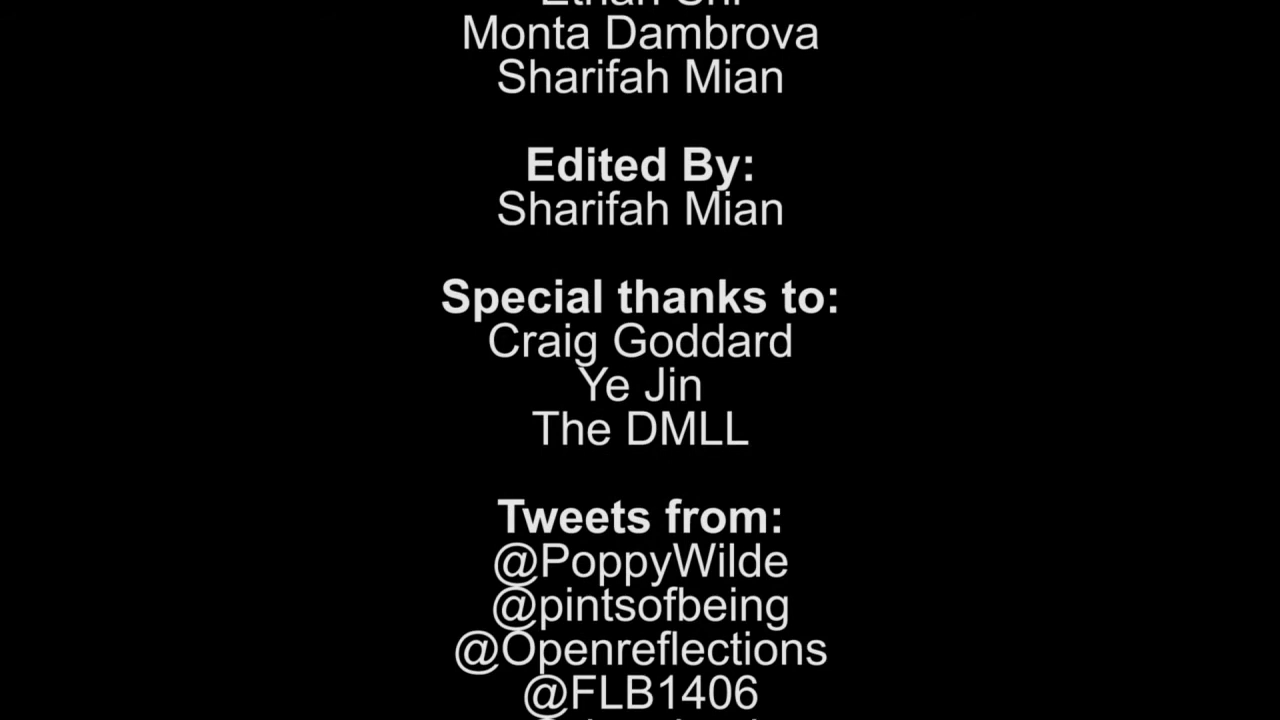 Monta Dambrova
Sharifah Mian
Edited By:
Sharifah Mian
Special thanks to:
Craig Goddard
Ye Jin
The DMLL
Tweets from:
@PoppyWilde
@pintsofbeing
@Openreflections
@FLB1406